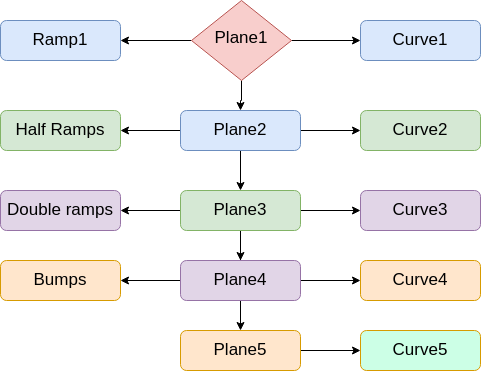 Ramp1
Plane1
Curve1
Half Ramps
Plane2
Curve2
Double ramps
Plane3
Curve3
Bumps
Plane4
Curve4
Plane5
Curve5